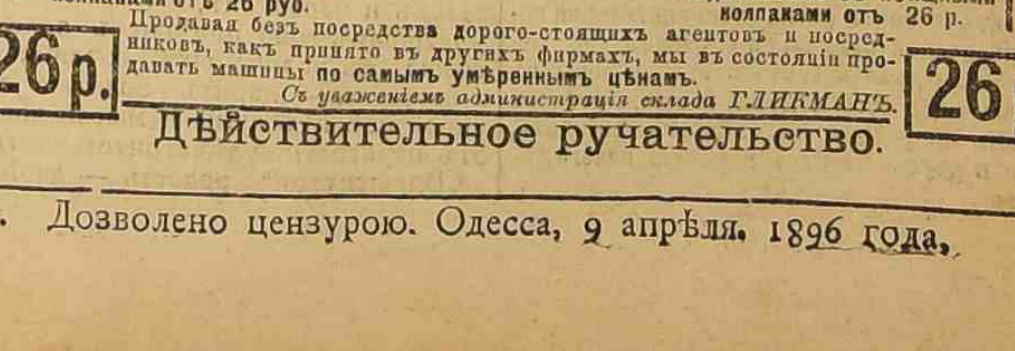 отъ 26 руб.
колпаками отъ 26 р.
Продавая безъ посредства дорого-стоящихъ агентовъ и посред-
никовъ, какъ принято въ другихъ фирмахъ, мы въ состояніи про-
давать машины по самымъ умѣреннымъ цѣнамъ.
Съ уваженіемъ администрація склада ГЛИКМАНЪ.
26 р.
26
Дѣйствительное ручательство.
Дозволено цензурою. Одесса, 9 апрѣля. 1896 года,